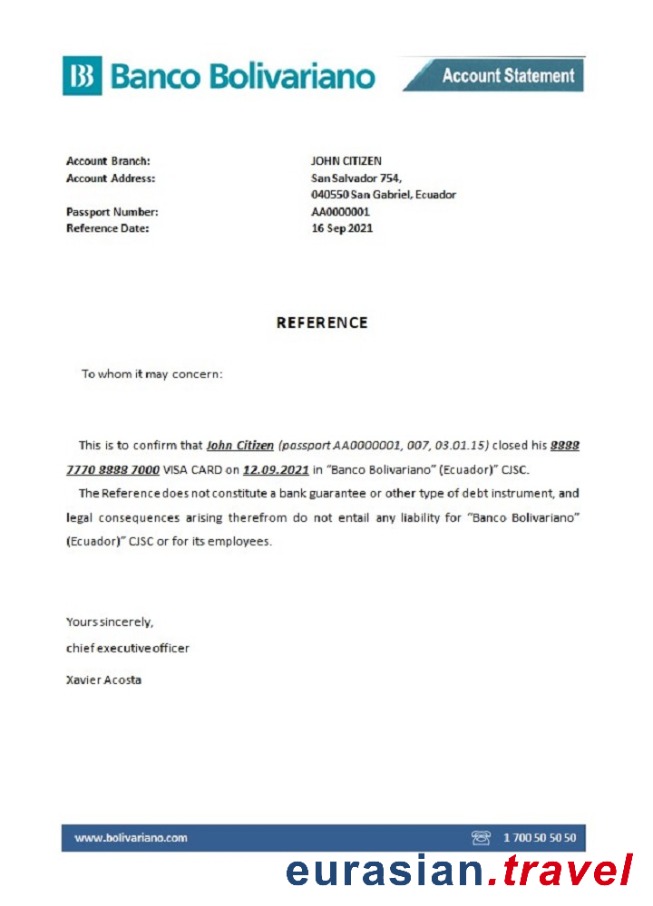 Banco Bolivariano
Account Statement
Account Branch: JOHN CITIZEN
Account Address: San Salvador 754,
040550 San Gabriel, Ecuador
Passport Number: AA0000001
Reference Date: 16 Sep 2021
REFERENCE
To whom it may concern:
This is to confirm that John Citizen (passport AA0000001, 007, 03.01.15) closed his 8888
7770 8888 7000 VISA CARD on 12.09.2021 in “Banco Bolivariano” (Ecuador)” CJSC.
The Reference does not constitute a bank guarantee or other type of debt instrument, and
legal consequences arising therefrom do not entail any liability for “Banco Bolivariano”
(Ecuador)” CJSC or for its employees.
Yours sincerely,
chief executive officer
Xavier Acosta
www.bolivariano.com
1 700 50 50 50
eurasian.travel